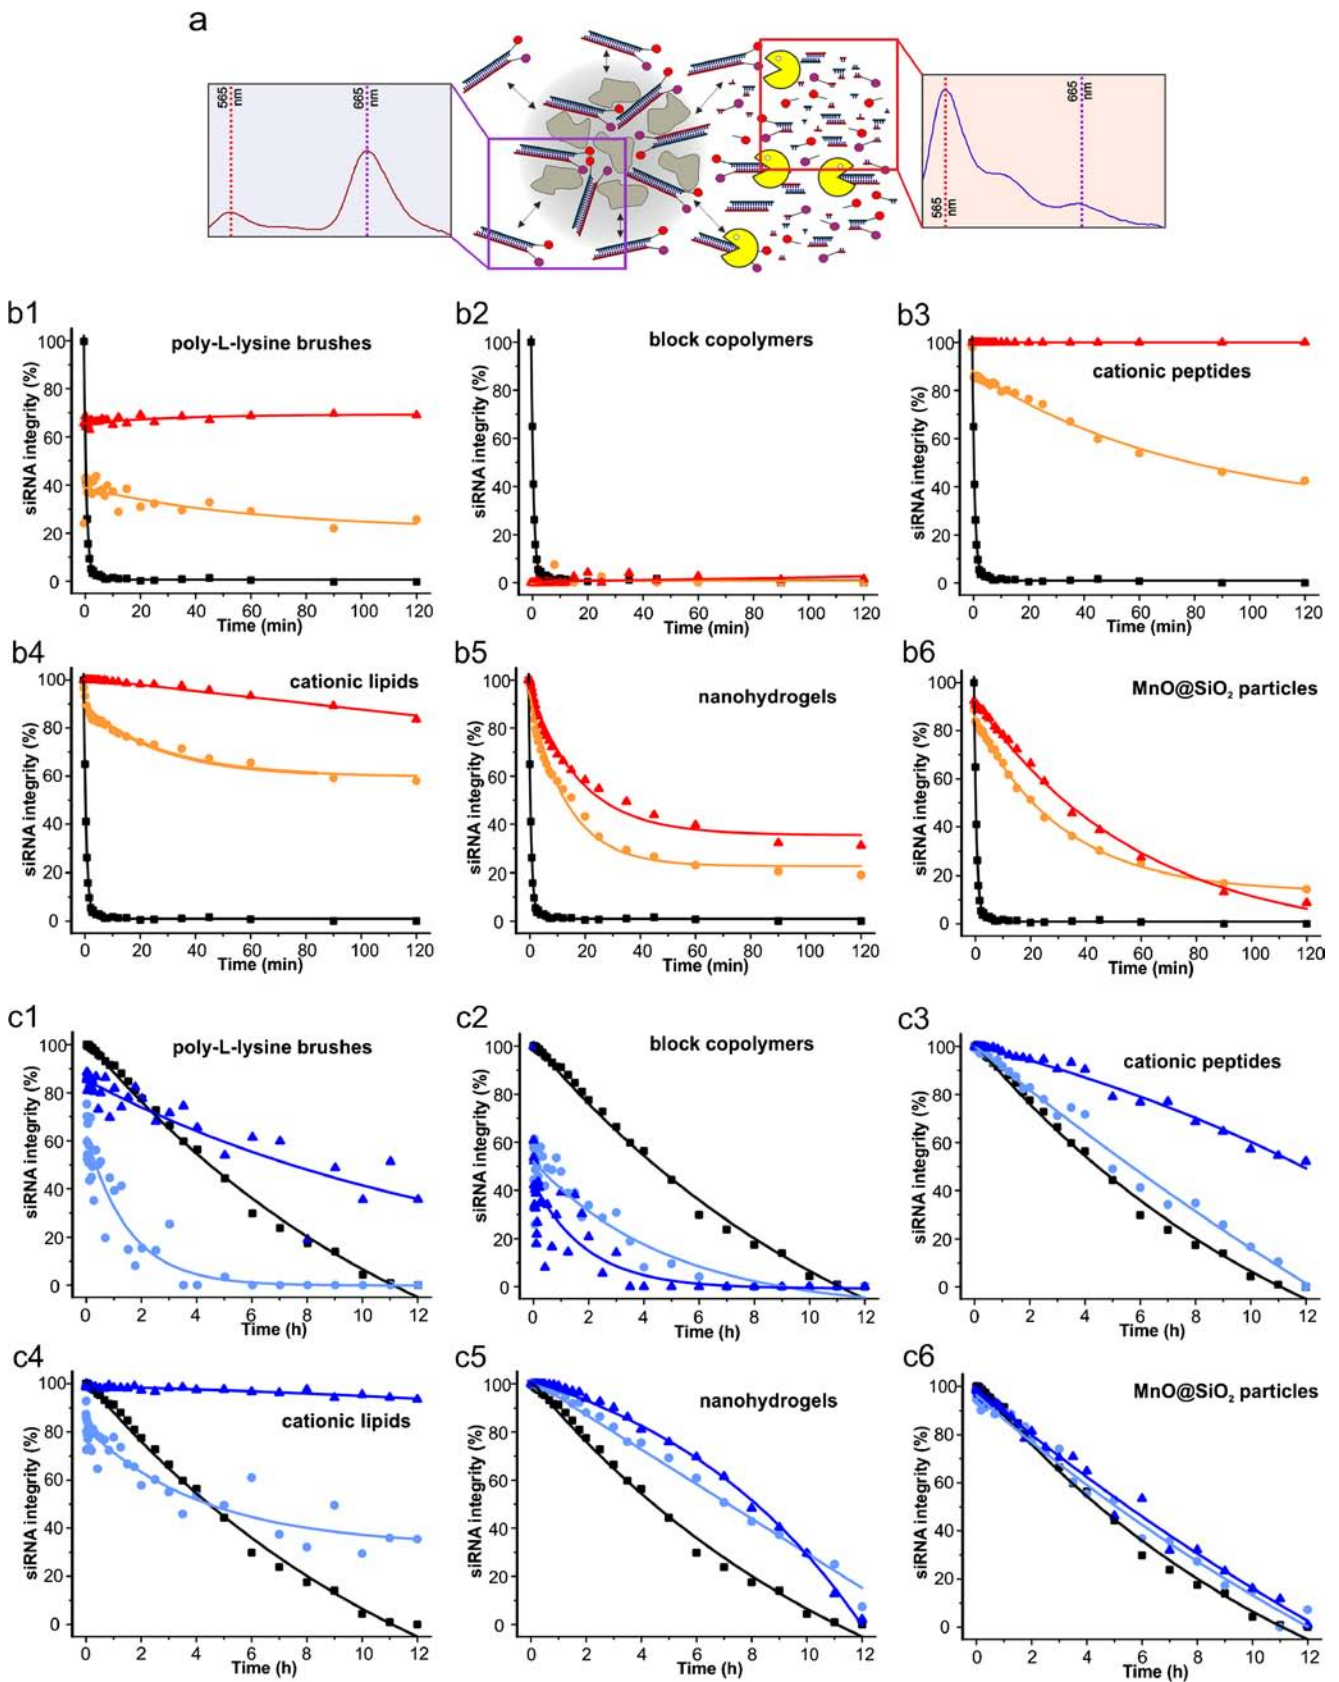 a
565 nm
665 nm
565 nm
665 nm
b1
poly-L-lysine brushes
siRNA integrity (%)
100
80
60
40
20
0
0 20 40 60 80 100 120
Time (min)
b2
block copolymers
siRNA integrity (%)
100
80
60
40
20
0
0 20 40 60 80 100 120
Time (min)
b3
cationic peptides
siRNA integrity (%)
100
80
60
40
20
0
0 20 40 60 80 100 120
Time (min)
b4
cationic lipids
siRNA integrity (%)
100
80
60
40
20
0
0 20 40 60 80 100 120
Time (min)
b5
nanohydrogels
siRNA integrity (%)
100
80
60
40
20
0
0 20 40 60 80 100 120
Time (min)
b6
MnO@SiO₂ particles
siRNA integrity (%)
100
80
60
40
20
0
0 20 40 60 80 100 120
Time (min)
c1
poly-L-lysine brushes
siRNA integrity (%)
100
80
60
40
20
0
0 2 4 6 8 10 12
Time (h)
c2
block copolymers
siRNA integrity (%)
100
80
60
40
20
0
0 2 4 6 8 10 12
Time (h)
c3
cationic peptides
siRNA integrity (%)
100
80
60
40
20
0
0 2 4 6 8 10 12
Time (h)
c4
cationic lipids
siRNA integrity (%)
100
80
60
40
20
0
0 2 4 6 8 10 12
Time (h)
c5
nanohydrogels
siRNA integrity (%)
100
80
60
40
20
0
0 2 4 6 8 10 12
Time (h)
c6
MnO@SiO₂ particles
siRNA integrity (%)
100
80
60
40
20
0
0 2 4 6 8 10 12
Time (h)